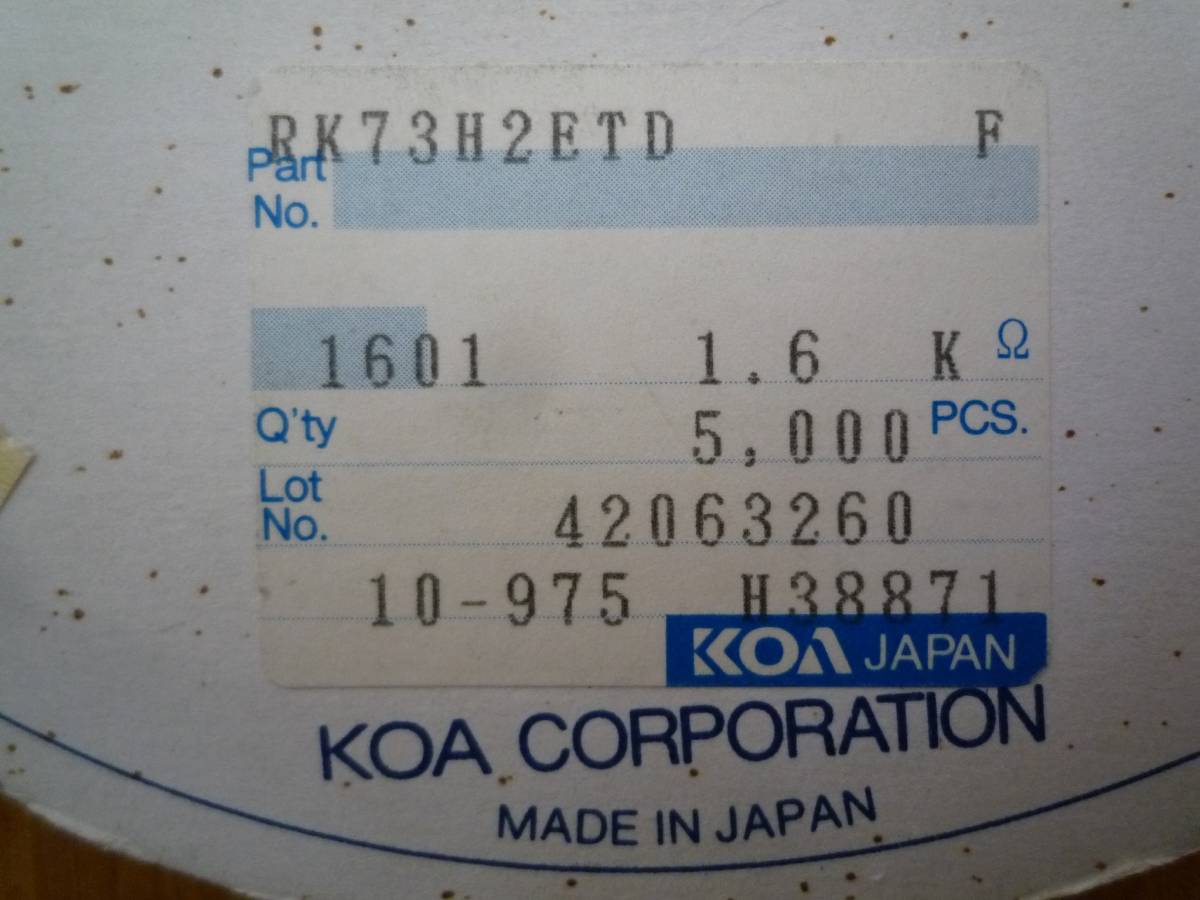 RK73H2ETD F
Part No.
1601 1.6 K Ω
Q'ty 5,000 PCS.
Lot No. 42063260
10-975 H38871
KOA JAPAN
KOA CORPORATION
MADE IN JAPAN